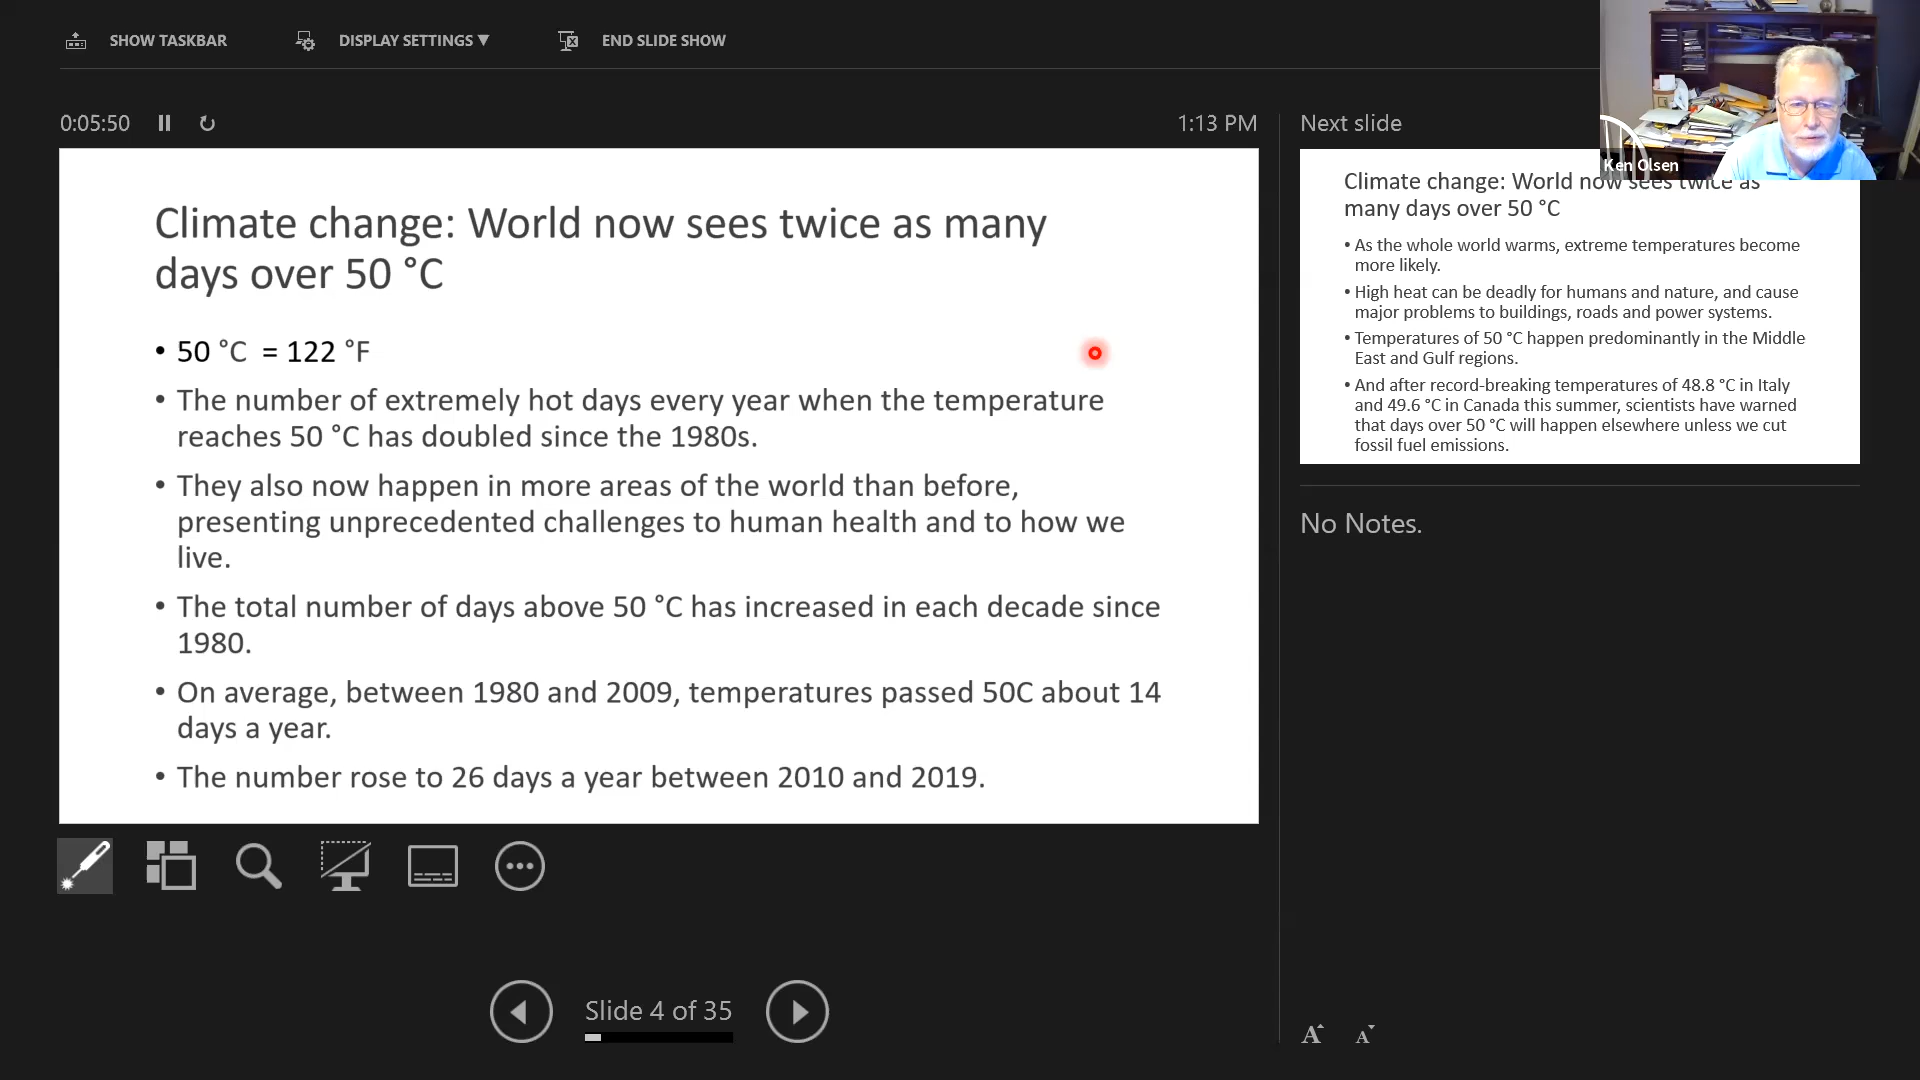 SHOW TASKBAR
DISPLAY SETTINGS ▼
END SLIDE SHOW
0:05:50
1:13 PM
Next slide
Ken Olsen
Climate change: World now sees twice as many
days over 50 °C
• 50 °C = 122 °F
• The number of extremely hot days every year when the temperature
reaches 50 °C has doubled since the 1980s.
• They also now happen in more areas of the world than before,
presenting unprecedented challenges to human health and to how we
live.
• The total number of days above 50 °C has increased in each decade since
1980.
• On average, between 1980 and 2009, temperatures passed 50C about 14
days a year.
• The number rose to 26 days a year between 2010 and 2019.
Climate change: World now sees twice as
many days over 50 °C
• As the whole world warms, extreme temperatures become
more likely.
• High heat can be deadly for humans and nature, and cause
major problems to buildings, roads and power systems.
• Temperatures of 50 °C happen predominantly in the Middle
East and Gulf regions.
• And after record-breaking temperatures of 48.8 °C in Italy
and 49.6 °C in Canada this summer, scientists have warned
that days over 50 °C will happen elsewhere unless we cut
fossil fuel emissions.
No Notes.
Slide 4 of 35
A A